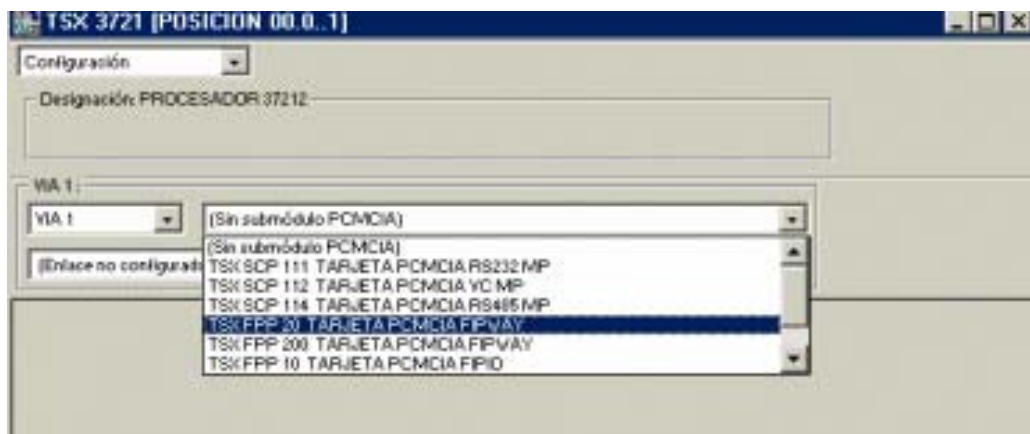 TSX 3721 [POSICION 00.0..1]
Configuración
Designación: PROCESADOR 37212
VIA 1:
VIA 1 (Sin submódulo PCMCIA)
(Sin submódulo PCMCIA)
(Enlace no configurado
TSX SCP 111 TARJETA PCMCIA RS232 MP
TSX SCP 112 TARJETA PCMCIA YC MP
TSX SCP 114 TARJETA PCMCIA RS485 MP
TSX FPP 20 TARJETA PCMCIA FIPWAY
TSX FPP 200 TARJETA PCMCIA FIPWAY
TSX FPP 10 TARJETA PCMCIA FIPIO